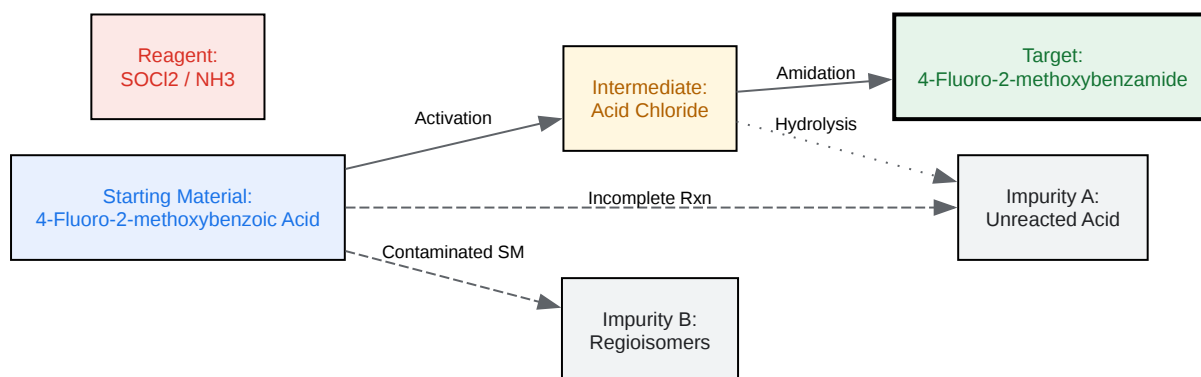 Reagent:
SOCl2 / NH3
Intermediate:
Acid Chloride
Amidation
Target:
4-Fluoro-2-methoxybenzamide
Activation
Hydrolysis
Starting Material:
4-Fluoro-2-methoxybenzoic Acid
Incomplete Rxn
Impurity A:
Unreacted Acid
Contaminated SM
Impurity B:
Regioisomers